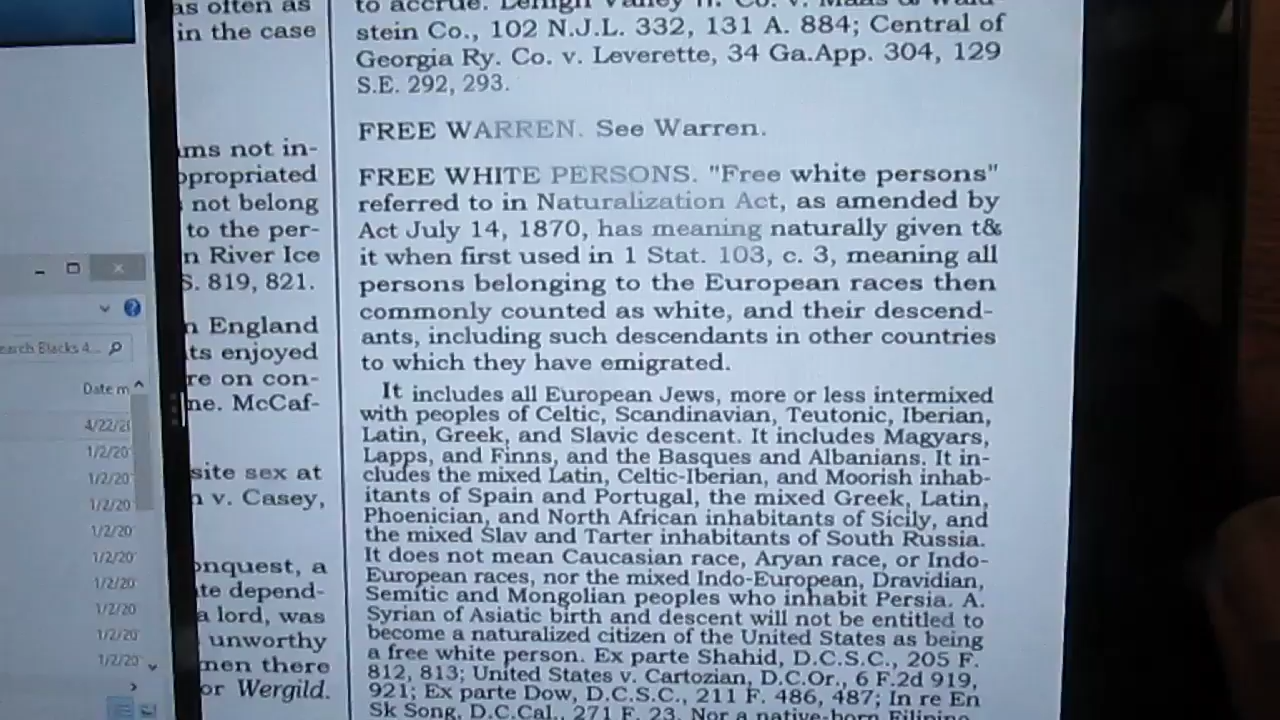 as often as
in the case
ms not in-
propriated
not belong
to the per-
n River Ice
S. 819, 821.
n England
ts enjoyed
re on con-
ne. McCaf-
site sex at
v. Casey,
onquest, a
te depend-
a lord, was
unworthy
men there
or Wergild.
earch Blacks 4...
Date m
4/22/2
1/2/20
1/2/20
1/2/20
1/2/20
1/2/20
1/2/20
1/2/20
1/2/20
1/2/20
to accrue. Lehigh Valley R. Co. v. Maas & Wald-
stein Co., 102 N.J.L. 332, 131 A. 884; Central of
Georgia Ry. Co. v. Leverette, 34 Ga.App. 304, 129
S.E. 292, 293.
FREE WARREN. See Warren.
FREE WHITE PERSONS. "Free white persons"
referred to in Naturalization Act, as amended by
Act July 14, 1870, has meaning naturally given t&
it when first used in 1 Stat. 103, c. 3, meaning all
persons belonging to the European races then
commonly counted as white, and their descend-
ants, including such descendants in other countries
to which they have emigrated.
It includes all European Jews, more or less intermixed
with peoples of Celtic, Scandinavian, Teutonic, Iberian,
Latin, Greek, and Slavic descent. It includes Magyars,
Lapps, and Finns, and the Basques and Albanians. It in-
cludes the mixed Latin, Celtic-Iberian, and Moorish inhab-
itants of Spain and Portugal, the mixed Greek, Latin,
Phoenician, and North African inhabitants of Sicily, and
the mixed Slav and Tarter inhabitants of South Russia.
It does not mean Caucasian race, Aryan race, or Indo-
European races, nor the mixed Indo-European, Dravidian,
Semitic and Mongolian peoples who inhabit Persia. A.
Syrian of Asiatic birth and descent will not be entitled to
become a naturalized citizen of the United States as being
a free white person. Ex parte Shahid, D.C.S.C., 205 F.
812, 813; United States v. Cartozian, D.C.Or., 6 F.2d 919,
921; Ex parte Dow, D.C.S.C., 211 F. 486, 487; In re En
Sk Song, D.C.Cal., 271 F. 23. Nor a native-born Filipino